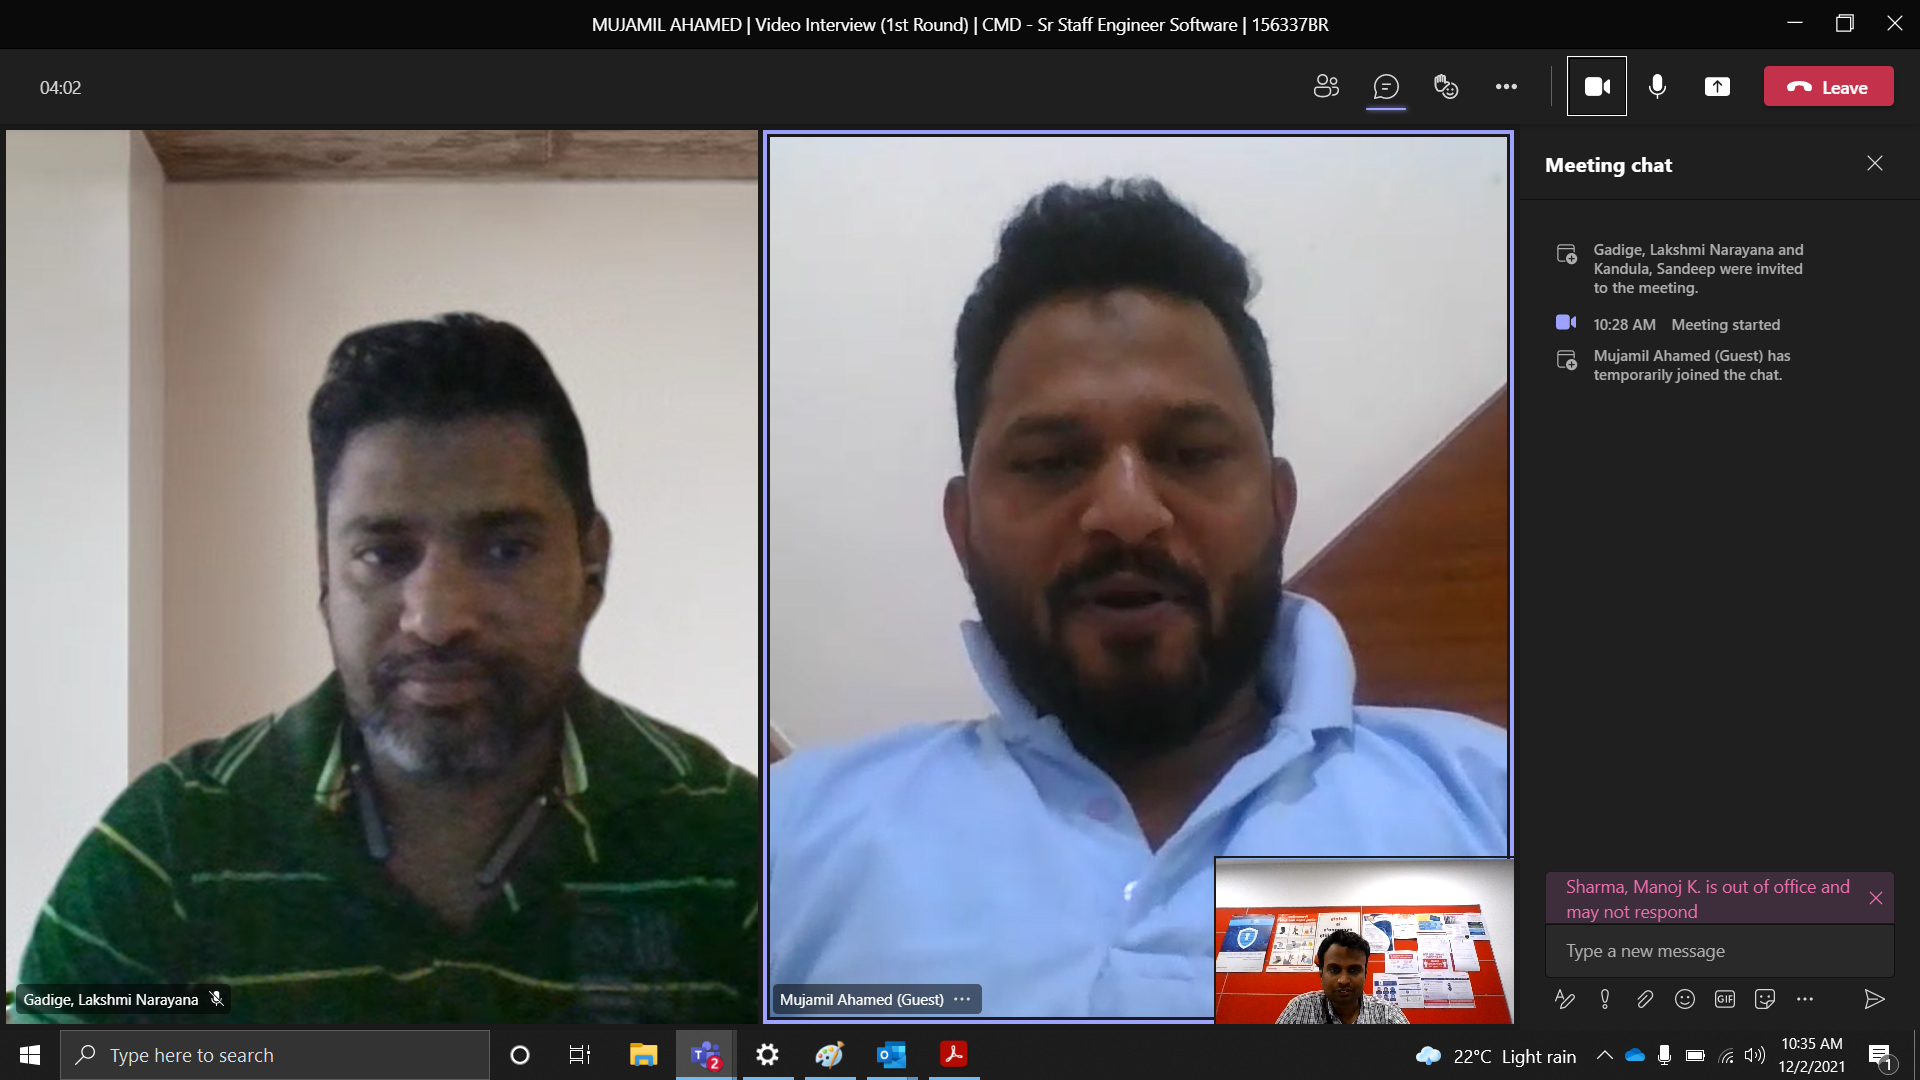 MUJAMIL AHAMED | Video Interview (1st Round) | CMD - Sr Staff Engineer Software | 156337BR
04:02
Leave
Meeting chat
Gadige, Lakshmi Narayana and
Kandula, Sandeep were invited
to the meeting.
10:28 AM Meeting started
Mujamil Ahamed (Guest) has
temporarily joined the chat.
Sharma, Manoj K. is out of office and
may not respond
Type a new message
GIF
Gadige, Lakshmi Narayana
Mujamil Ahamed (Guest)
Type here to search
2
22°C Light rain
10:35 AM
12/2/2021
1